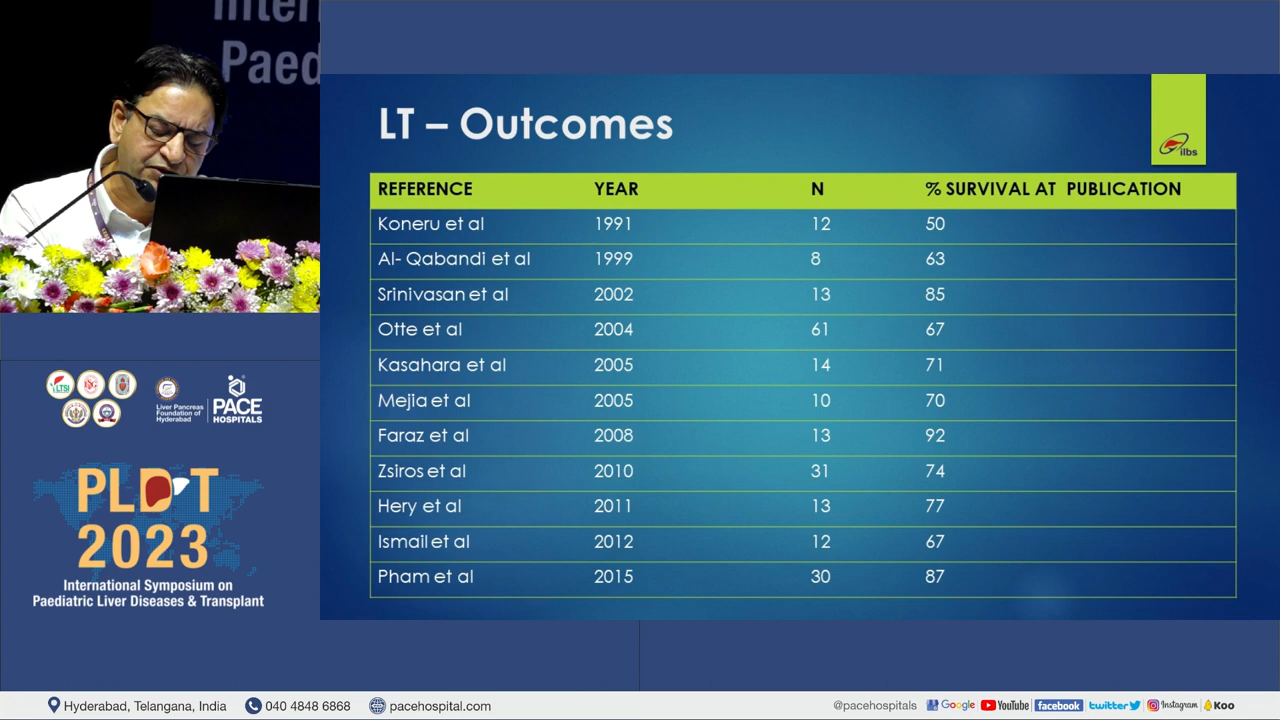 Inter
Paed
LT – Outcomes
ilbs
REFERENCE YEAR N % SURVIVAL AT PUBLICATION
Koneru et al 1991 12 50
Al- Qabandi et al 1999 8 63
Srinivasan et al 2002 13 85
Otte et al 2004 61 67
Kasahara et al 2005 14 71
Mejia et al 2005 10 70
Faraz et al 2008 13 92
Zsiros et al 2010 31 74
Hery et al 2011 13 77
Ismail et al 2012 12 67
Pham et al 2015 30 87
LTSI
Liver Pancreas
Foundation of
Hyderabad
PACE
HOSPITALS
PLDT
2023
International Symposium on
Paediatric Liver Diseases & Transplant
Hyderabad, Telangana, India 040 4848 6868 pacehospital.com @pacehospitals Google YouTube facebook twitter Instagram Koo